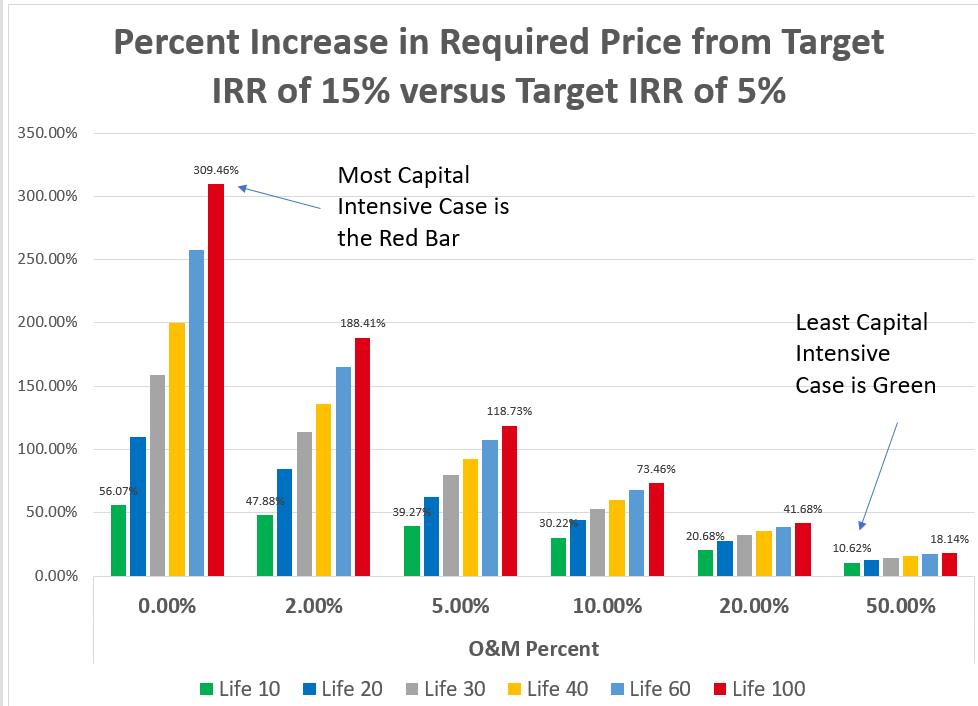 Percent Increase in Required Price from Target
IRR of 15% versus Target IRR of 5%
350.00%
300.00%
250.00%
200.00%
150.00%
100.00%
50.00%
0.00%
309.46%
Most Capital
Intensive Case is
the Red Bar
188.41%
Least Capital
Intensive
Case is Green
118.73%
73.46%
56.07%
47.88%
39.27%
30.22%
20.68%
41.68%
10.62%
18.14%
0.00%
2.00%
5.00%
10.00%
20.00%
50.00%
O&M Percent
Life 10
Life 20
Life 30
Life 40
Life 60
Life 100